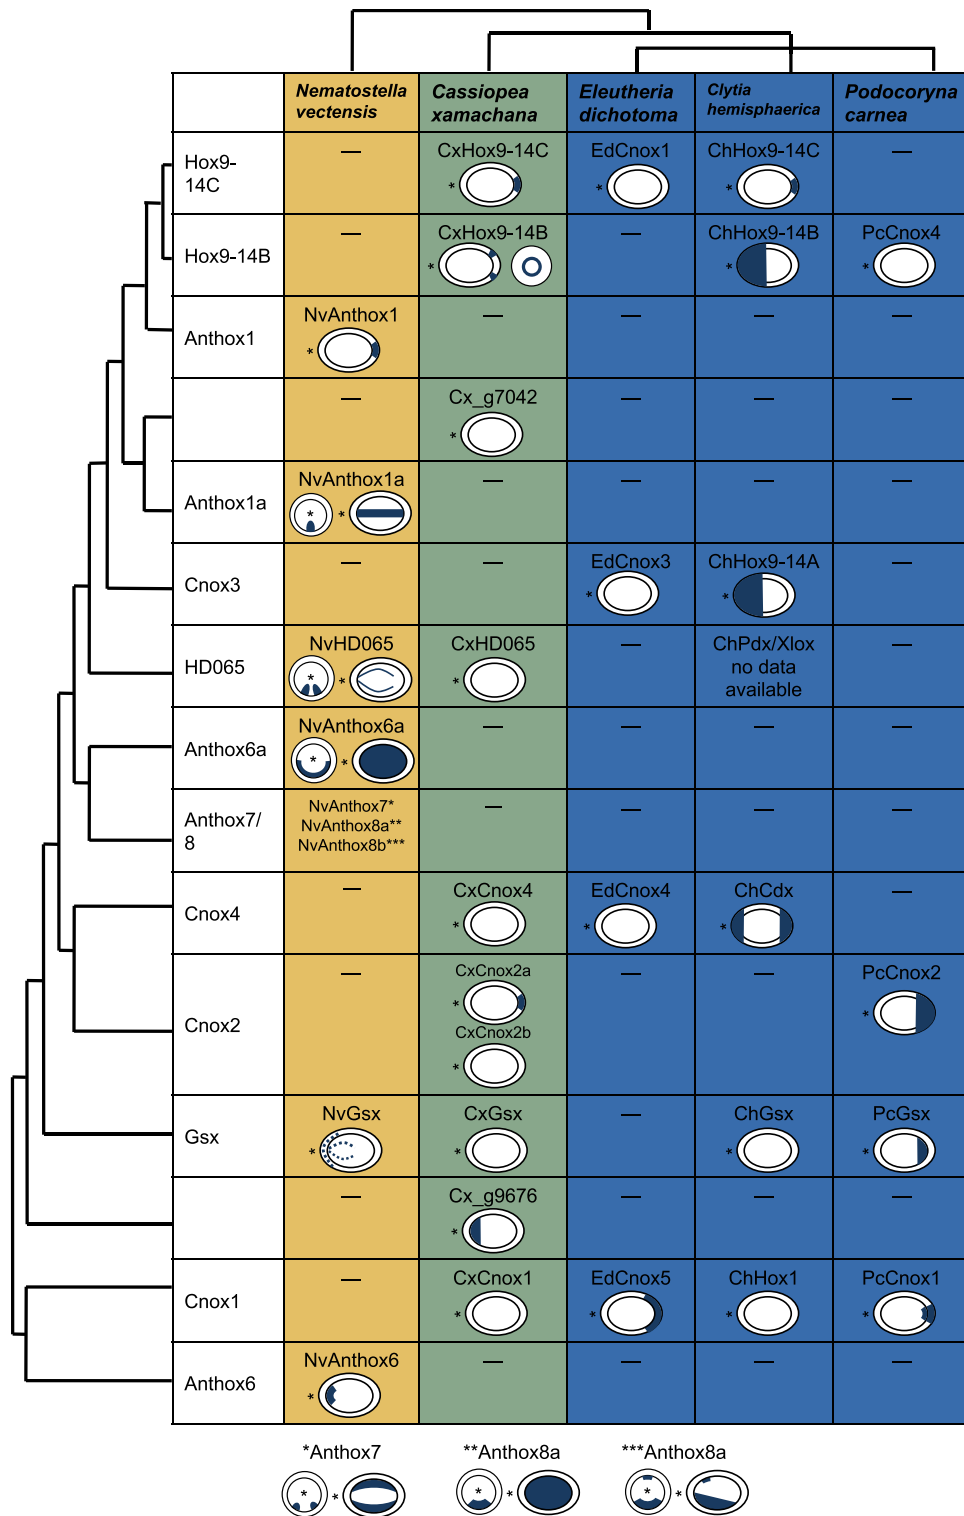 Nematostella vectensis
Cassiopea xamachana
Eleutheria dichotoma
Clytia hemisphaerica
Podocoryna carnea
Hox9-14C
—
CxHox9-14C
*
EdCnox1
*
ChHox9-14C
*
—
Hox9-14B
—
CxHox9-14B
*
—
ChHox9-14B
*
PcCnox4
*
Anthox1
NvAnthox1
*
—
—
—
—
—
Cx_g7042
*
—
—
—
Anthox1a
NvAnthox1a
* *
—
—
—
—
Cnox3
—
—
EdCnox3
*
ChHox9-14A
*
—
HD065
NvHD065
* *
CxHD065
*
—
ChPdx/Xlox
no data
available
—
Anthox6a
NvAnthox6a
* *
—
—
—
—
Anthox7/
8
NvAnthox7*
NvAnthox8a**
NvAnthox8b***
—
—
—
—
Cnox4
—
CxCnox4
*
EdCnox4
*
ChCdx
*
—
Cnox2
—
CxCnox2a
*
CxCnox2b
*
—
—
PcCnox2
*
Gsx
NvGsx
*
CxGsx
*
—
ChGsx
*
PcGsx
*
—
Cx_g9676
*
—
—
—
Cnox1
—
CxCnox1
*
EdCnox5
*
ChHox1
*
PcCnox1
*
Anthox6
NvAnthox6
*
—
—
—
—
*Anthox7
* *
**Anthox8a
* *
***Anthox8a
* *